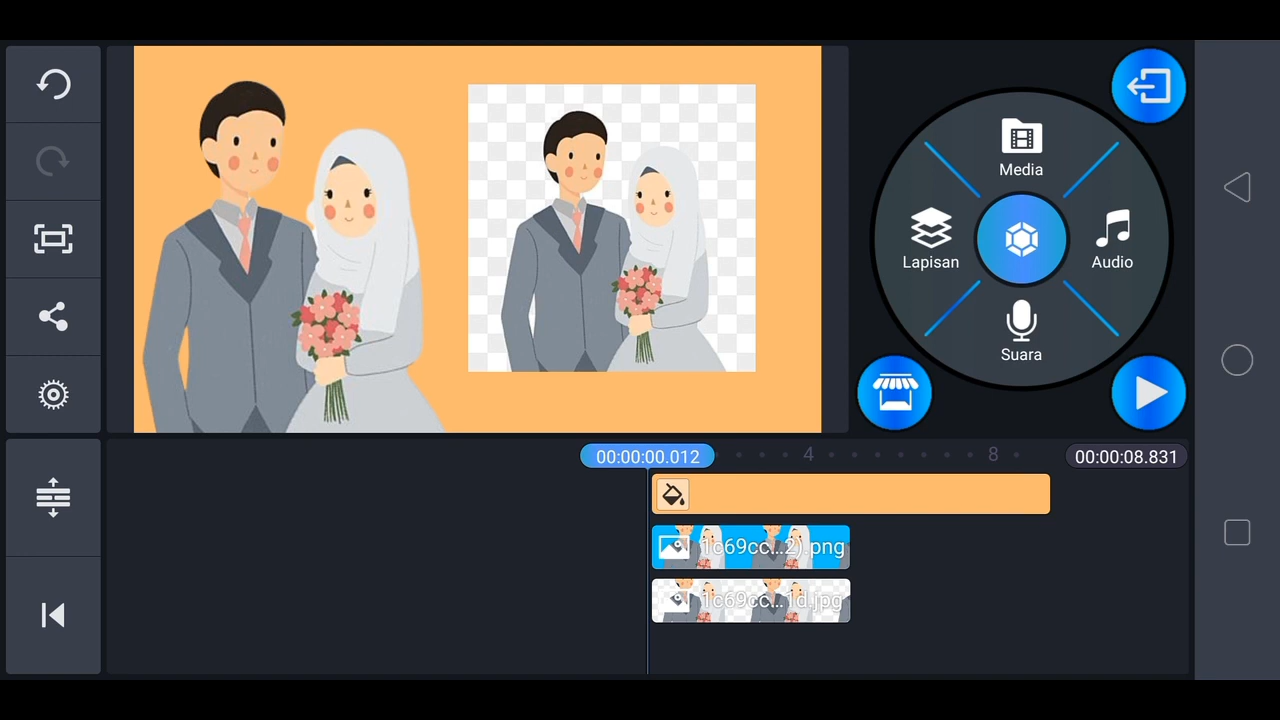 Media
Lapisan
Audio
Suara
00:00:00.012
4
8
00:00:08.831
1c69cc...2).png
1c69cc...1d.jpg